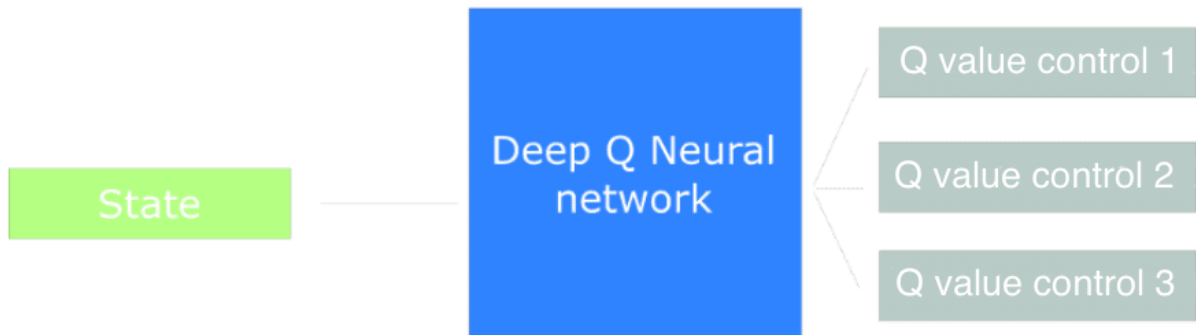 State
Deep Q Neural
network
Q value control 1
Q value control 2
Q value control 3